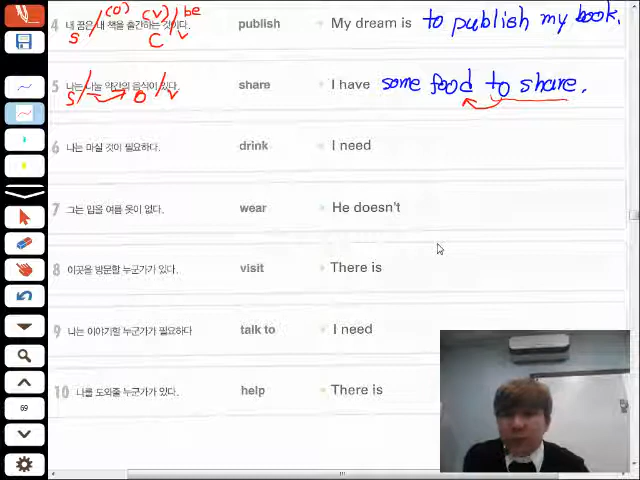 (O) (V) be
4 내 꿈은 내 책을 출간하는 것이다. publish My dream is to publish my book.
S C V
5 나는 나눌 약간의 음식이 있다. share I have some food to share.
S O V
6 나는 마실 것이 필요하다. drink I need
7 그는 입을 여름 옷이 없다. wear He doesn't
8 이곳을 방문할 누군가가 있다. visit There is
9 나는 이야기할 누군가가 필요하다 talk to I need
10 나를 도와줄 누군가가 있다. help There is
69